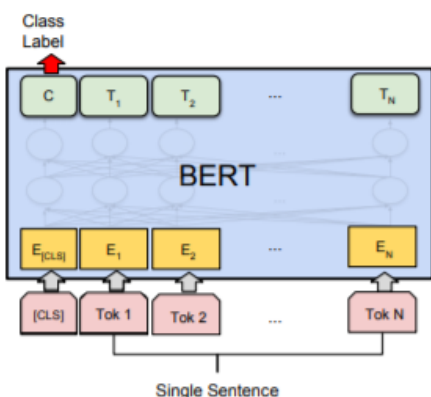 Class
Label
C T1 T2 ... TN
...
BERT
...
E[CLS] E1 E2 ... EN
[CLS] Tok 1 Tok 2 ... Tok N
Single Sentence